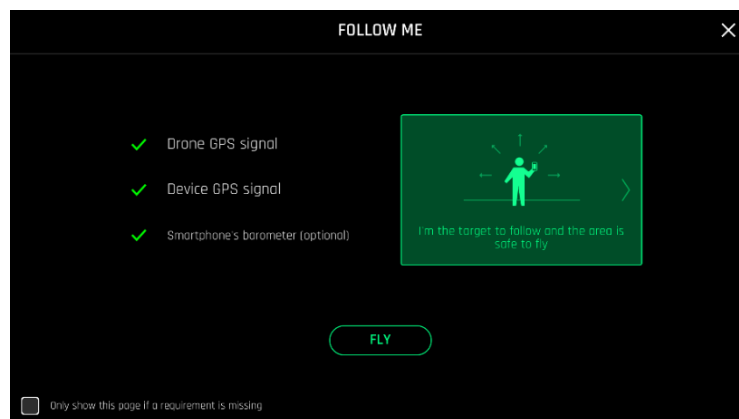 FOLLOW ME
Drone GPS signal
Device GPS signal
Smartphone's barometer (optional)
I'm the target to follow and the area is
safe to fly
FLY
Only show this page if a requirement is missing